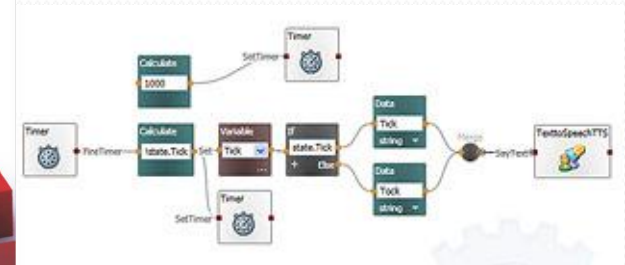 Timer
Calculate
1000
SetTimer
Timer
FireTimer
Calculate
!state.Tick
Set
Variable
Tick
...
If
state.Tick
+ Else
Data
Tick
string
Data
Tock
string
Merge
SayText
TexttoSpeechTTS
SetTimer
Timer